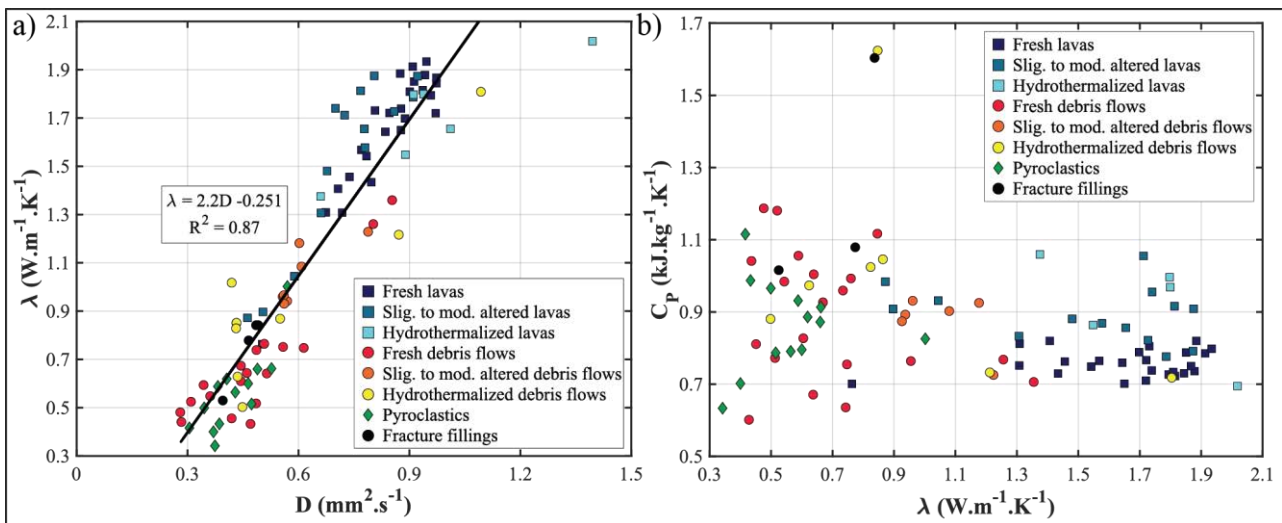 a)
2.1
1.9
1.7
1.5
1.3
1.1
0.9
0.7
0.5
0.3
λ (W.m⁻¹.K⁻¹)
λ = 2.2D -0.251
R² = 0.87
Fresh lavas
Slig. to mod. altered lavas
Hydrothermalized lavas
Fresh debris flows
Slig. to mod. altered debris flows
Hydrothermalized debris flows
Pyroclastics
Fracture fillings
0 0.3 0.6 0.9 1.2 1.5
D (mm².s⁻¹)
b)
1.7
1.5
1.3
1.1
0.9
0.7
0.5
C_P (kJ.kg⁻¹.K⁻¹)
Fresh lavas
Slig. to mod. altered lavas
Hydrothermalized lavas
Fresh debris flows
Slig. to mod. altered debris flows
Hydrothermalized debris flows
Pyroclastics
Fracture fillings
0.3 0.5 0.7 0.9 1.1 1.3 1.5 1.7 1.9 2.1
λ (W.m⁻¹.K⁻¹)